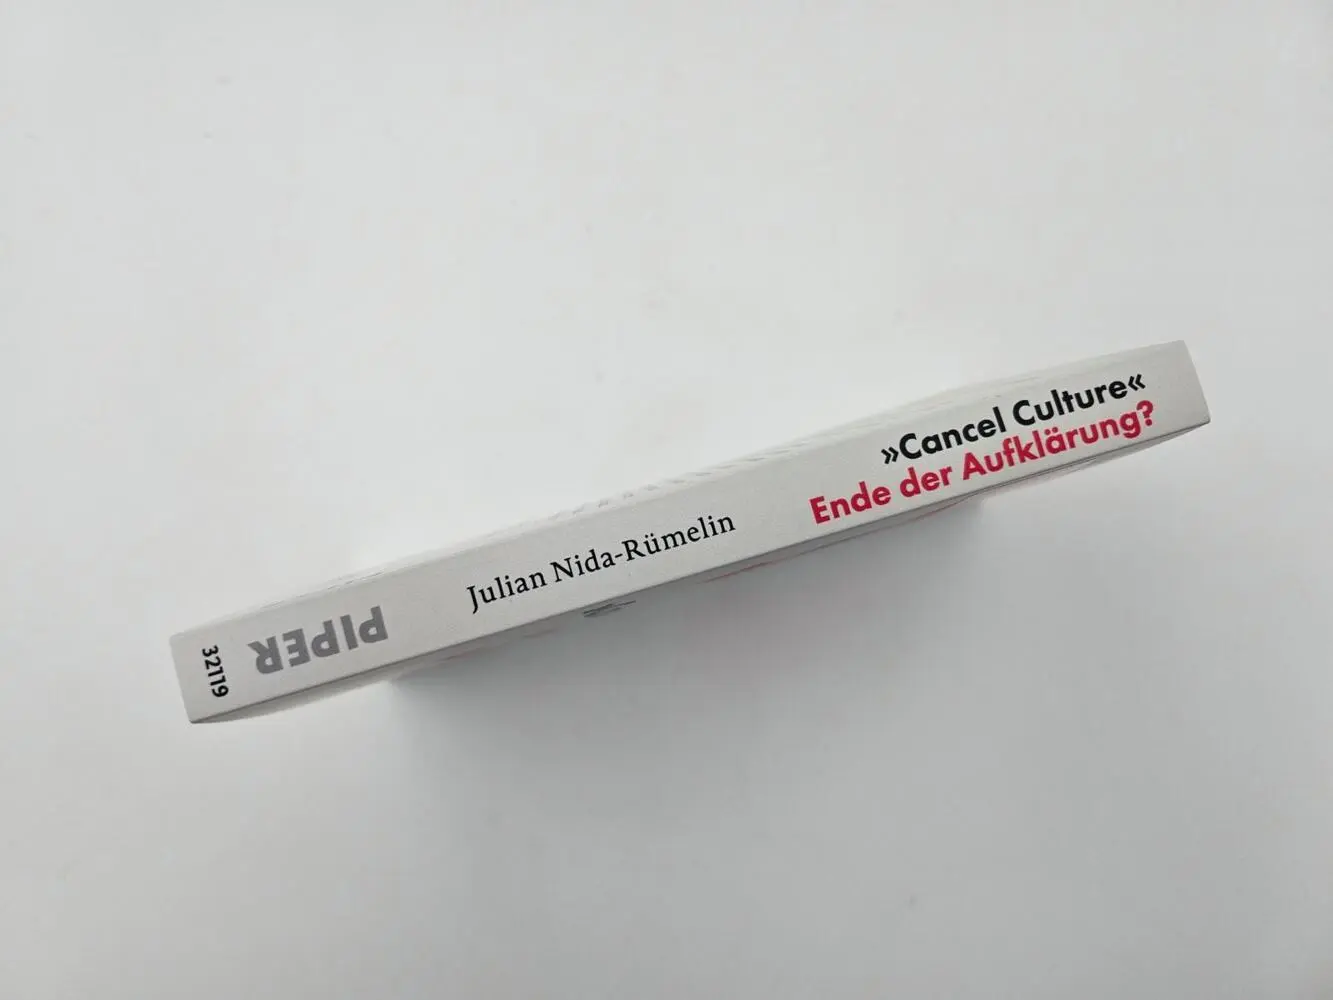 »Cancel Culture«
Ende der Aufklärung?
Julian Nida-Rümelin
PIPER
32119